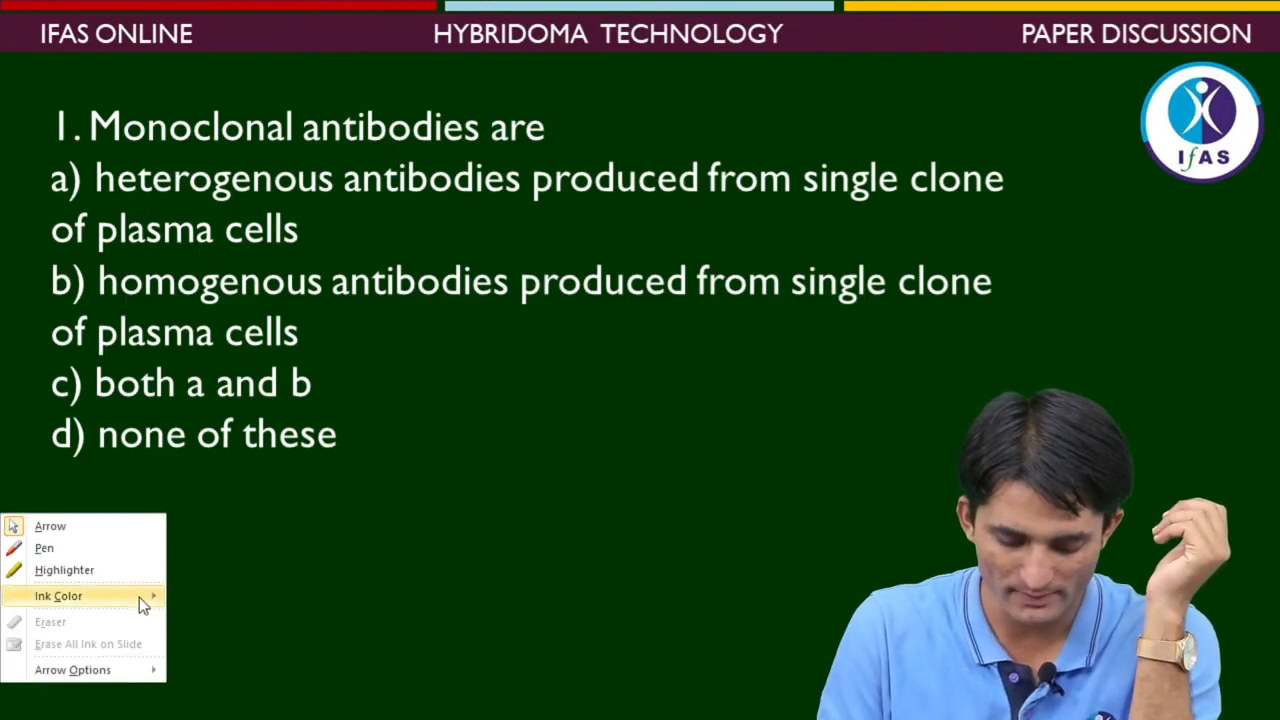 IFAS ONLINE
HYBRIDOMA TECHNOLOGY
PAPER DISCUSSION
IfAS
1. Monoclonal antibodies are
a) heterogenous antibodies produced from single clone
of plasma cells
b) homogenous antibodies produced from single clone
of plasma cells
c) both a and b
d) none of these
Arrow
Pen
Highlighter
Ink Color
Eraser
Erase All Ink on Slide
Arrow Options